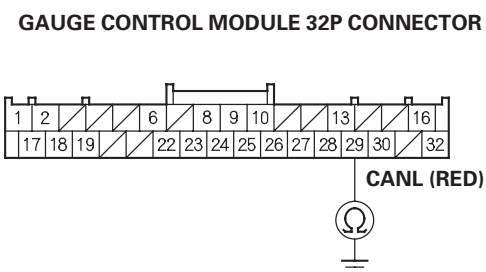 GAUGE CONTROL MODULE 32P CONNECTOR
1 2 6 8 9 10 13 16
17 18 19 22 23 24 25 26 27 28 29 30 32
CANL (RED)
Ω